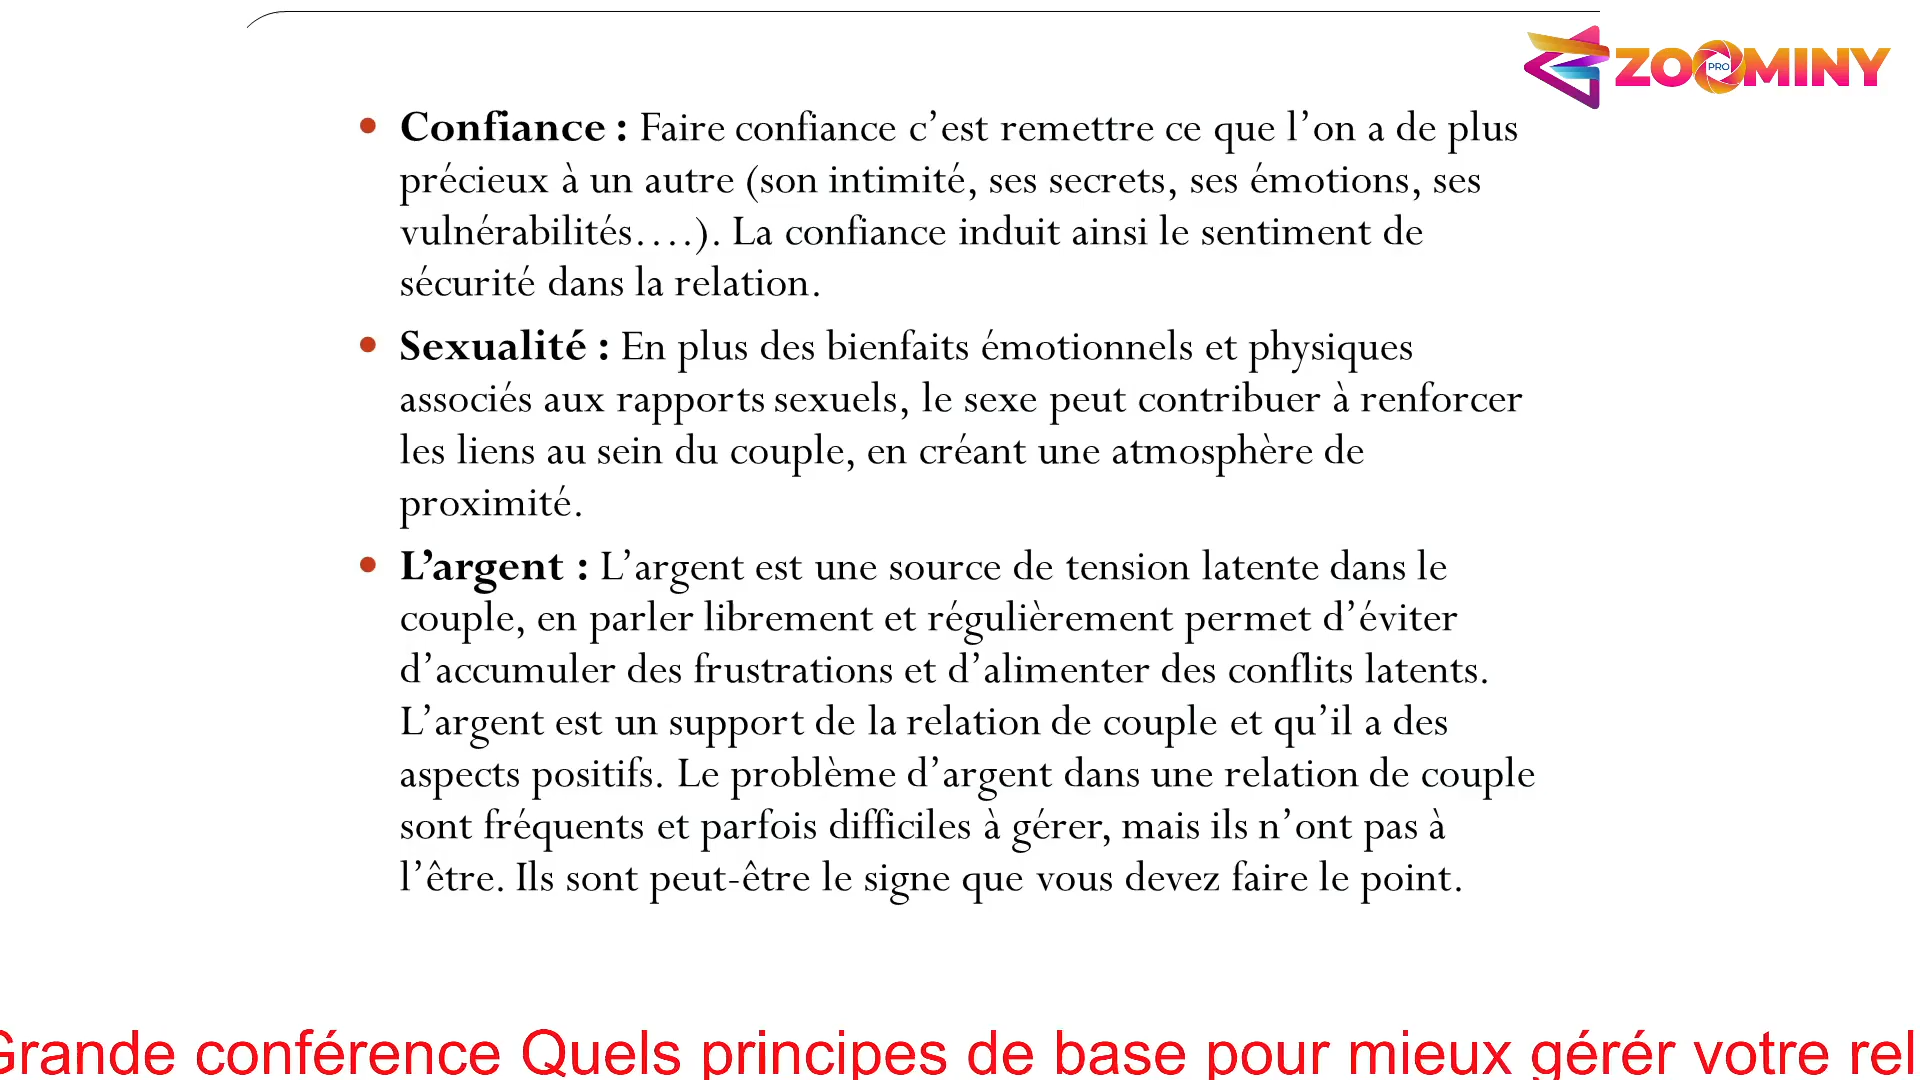 ZOOMINY
PRO
• Confiance : Faire confiance c’est remettre ce que l’on a de plus
précieux à un autre (son intimité, ses secrets, ses émotions, ses
vulnérabilités….). La confiance induit ainsi le sentiment de
sécurité dans la relation.
• Sexualité : En plus des bienfaits émotionnels et physiques
associés aux rapports sexuels, le sexe peut contribuer à renforcer
les liens au sein du couple, en créant une atmosphère de
proximité.
• L’argent : L’argent est une source de tension latente dans le
couple, en parler librement et régulièrement permet d’éviter
d’accumuler des frustrations et d’alimenter des conflits latents.
L’argent est un support de la relation de couple et qu’il a des
aspects positifs. Le problème d’argent dans une relation de couple
sont fréquents et parfois difficiles à gérer, mais ils n’ont pas à
l’être. Ils sont peut-être le signe que vous devez faire le point.
Grande conférence Quels principes de base pour mieux gérér votre rel